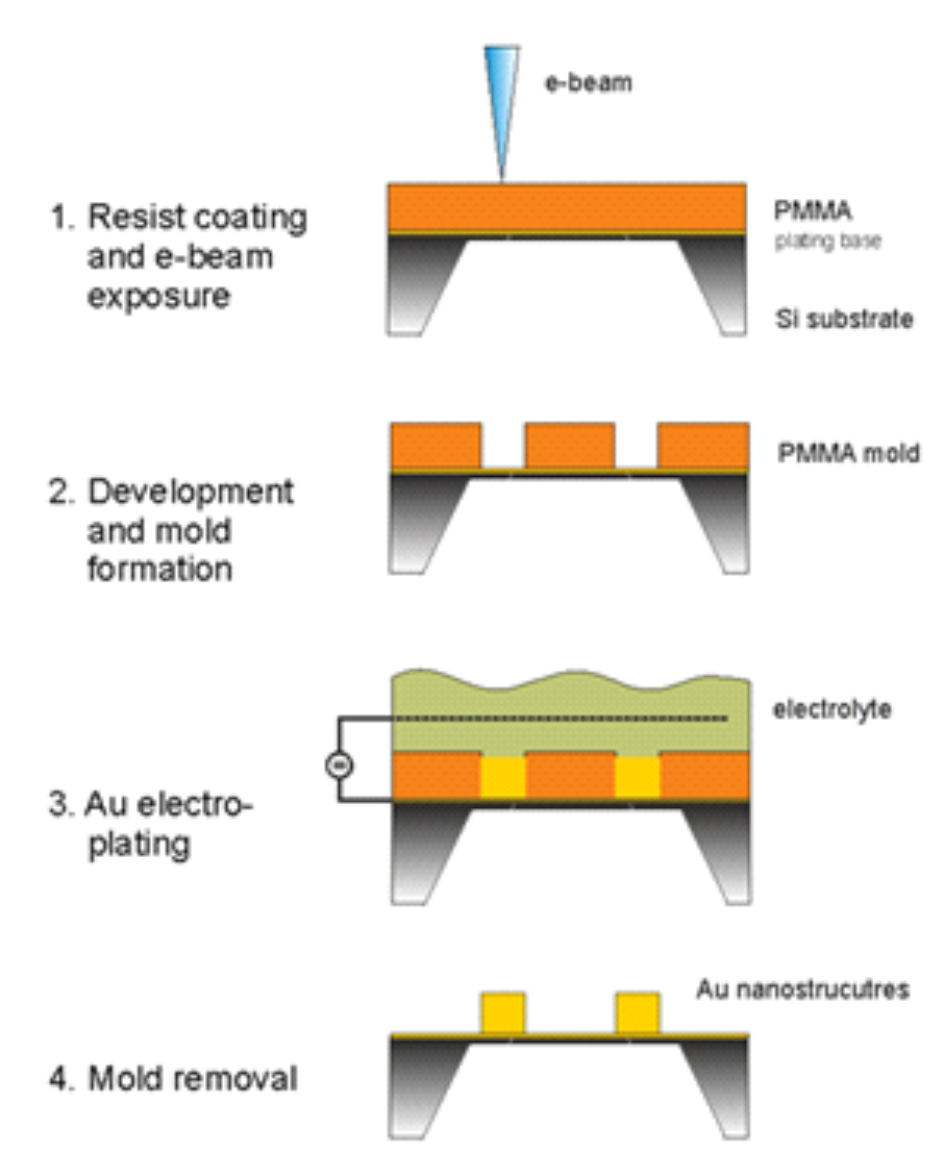 e-beam
1. Resist coating
and e-beam
exposure
PMMA
plating base
Si substrate
PMMA mold
2. Development
and mold
formation
electrolyte
3. Au electro-
plating
Au nanostrucutres
4. Mold removal